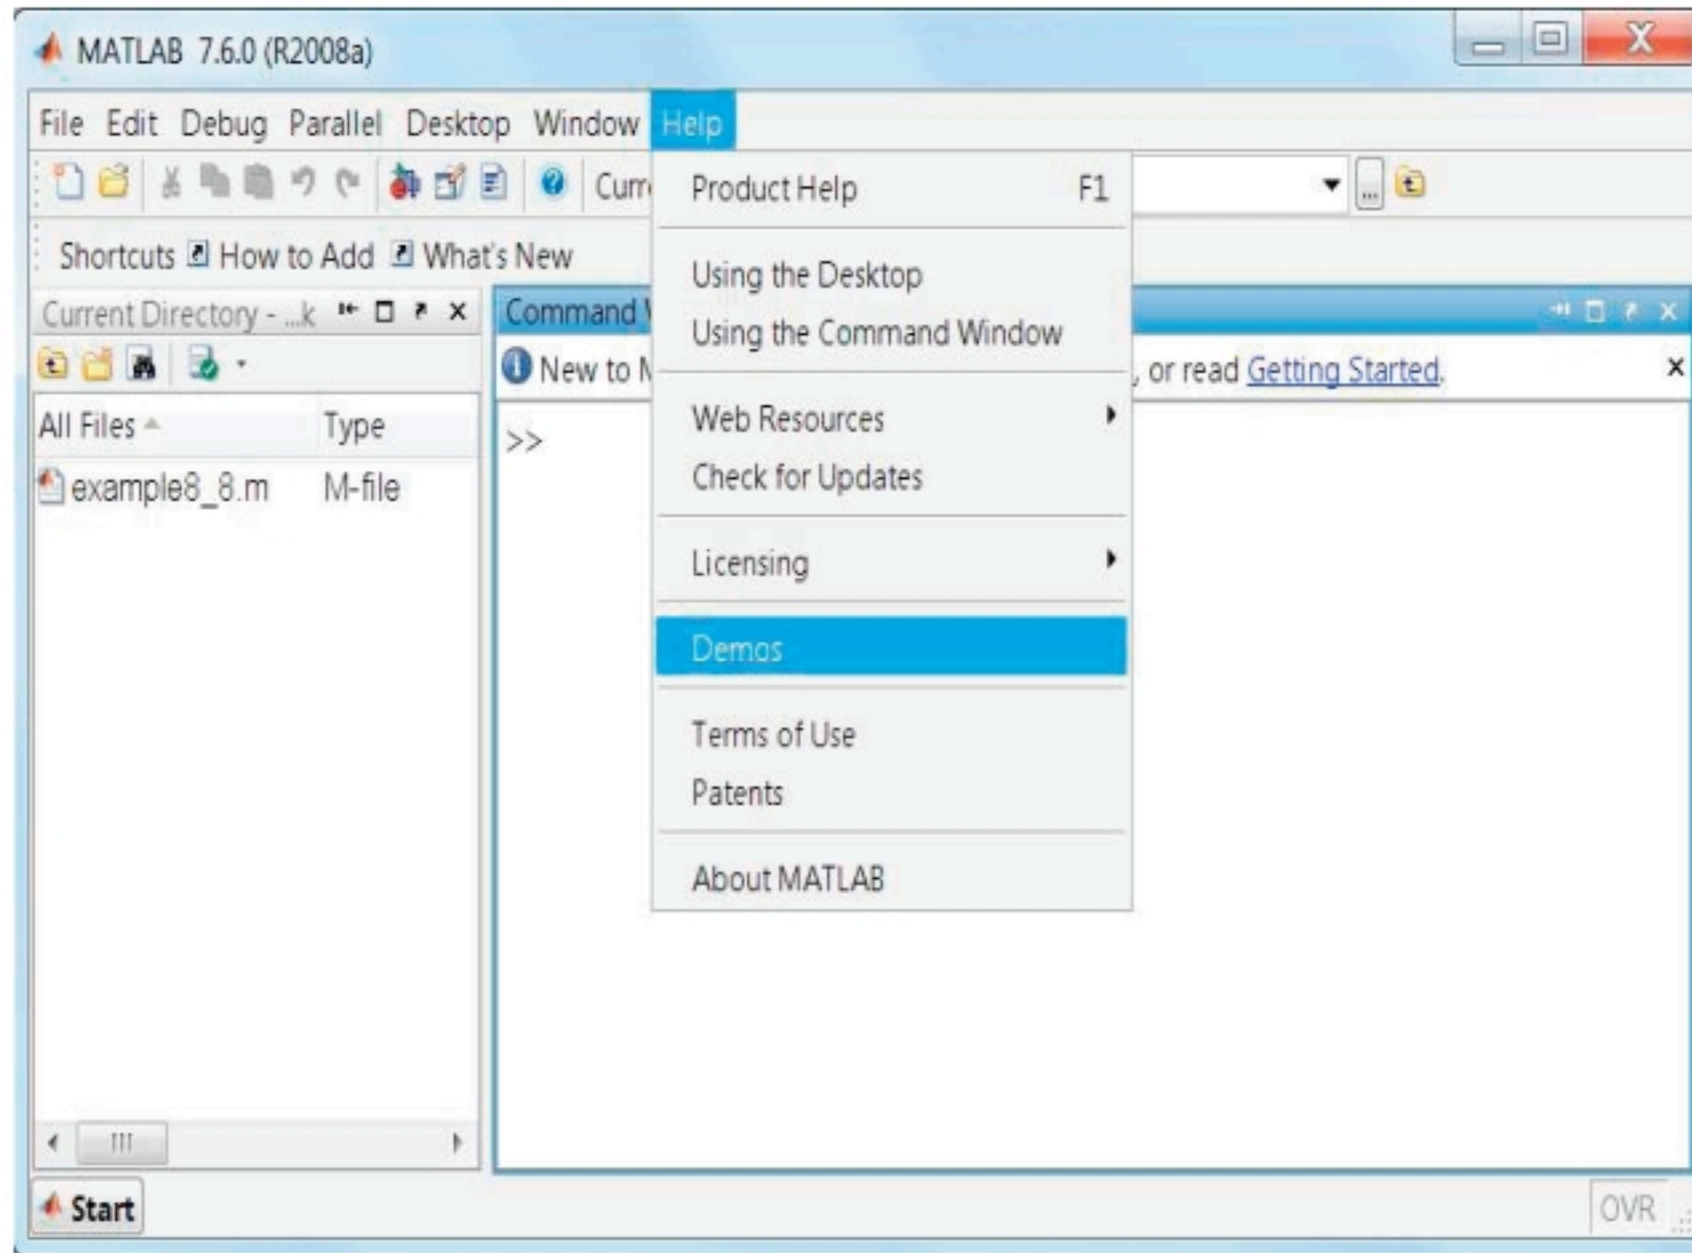 MATLAB 7.6.0 (R2008a)
File Edit Debug Parallel Desktop Window Help
Curre
Product Help F1
Shortcuts How to Add What's New
Using the Desktop
Current Directory - ...k
Command
Using the Command Window
New to , or read Getting Started.
All Files Type
>>
Web Resources
example8_8.m M-file
Check for Updates
Licensing
Demos
Terms of Use
Patents
About MATLAB
Start
OVR